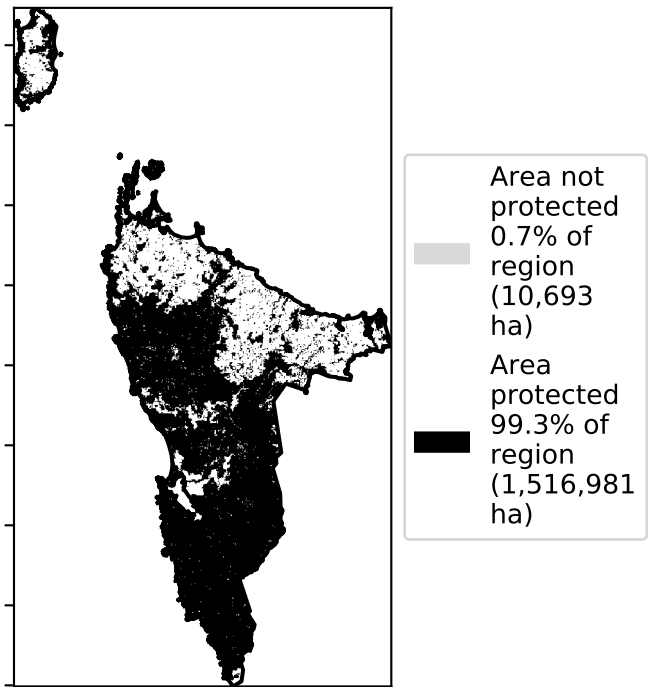 Area not
protected
0.7% of
region
(10,693
ha)
Area
protected
99.3% of
region
(1,516,981
ha)